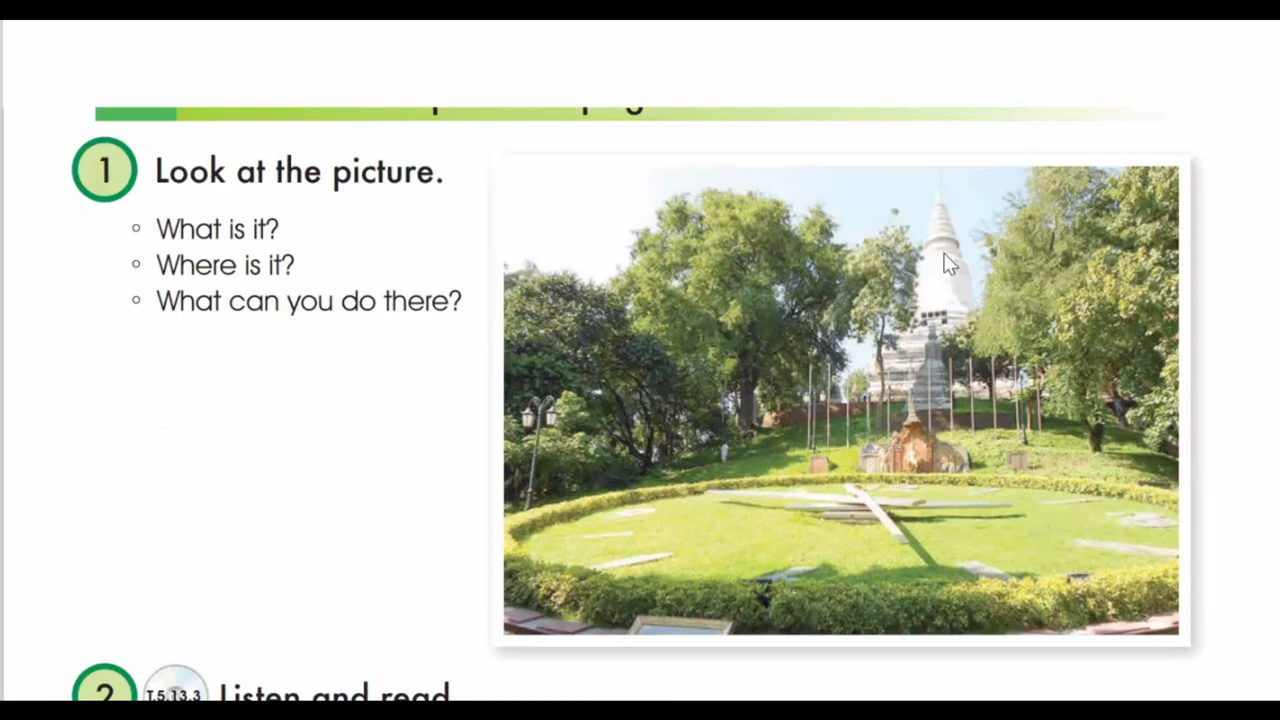 1 Look at the picture.
What is it?
Where is it?
What can you do there?
2 T.5.13.3 Listen and read